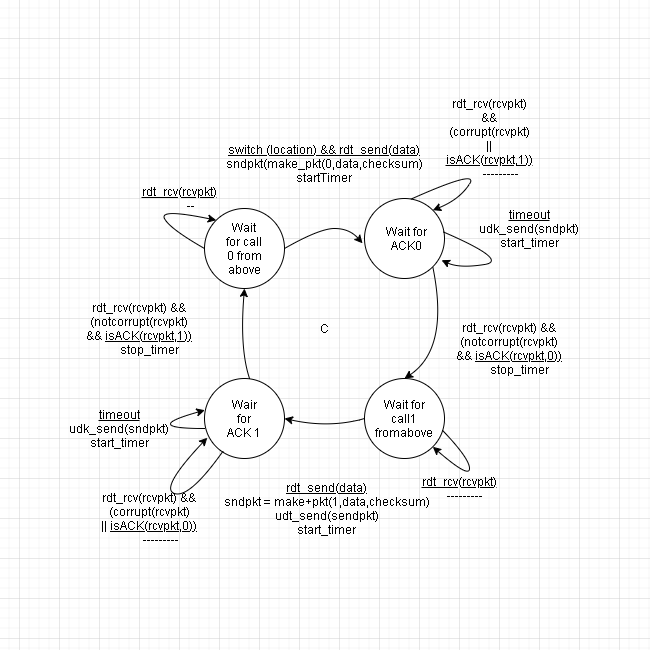 rdt_rcv(rcvpkt)
&&
(corrupt(rcvpkt)
||
isACK(rcvpkt,1))
---------
switch (location) && rdt_send(data)
sndpkt(make_pkt(0,data,checksum)
startTimer
rdt_rcv(rcvpkt)
--
Wait
for call
0 from
above
Wait for
ACK0
timeout
udk_send(sndpkt)
start_timer
rdt_rcv(rcvpkt) &&
(notcorrupt(rcvpkt)
&& isACK(rcvpkt,1))
stop_timer
C
rdt_rcv(rcvpkt) &&
(notcorrupt(rcvpkt)
&& isACK(rcvpkt,0))
stop_timer
timeout
udk_send(sndpkt)
start_timer
Wair
for
ACK 1
Wait for
call1
fromabove
rdt_rcv(rcvpkt)
---------
rdt_rcv(rcvpkt) &&
(corrupt(rcvpkt)
|| isACK(rcvpkt,0))
---------
rdt_send(data)
sndpkt = make+pkt(1,data,checksum)
udt_send(sendpkt)
start_timer